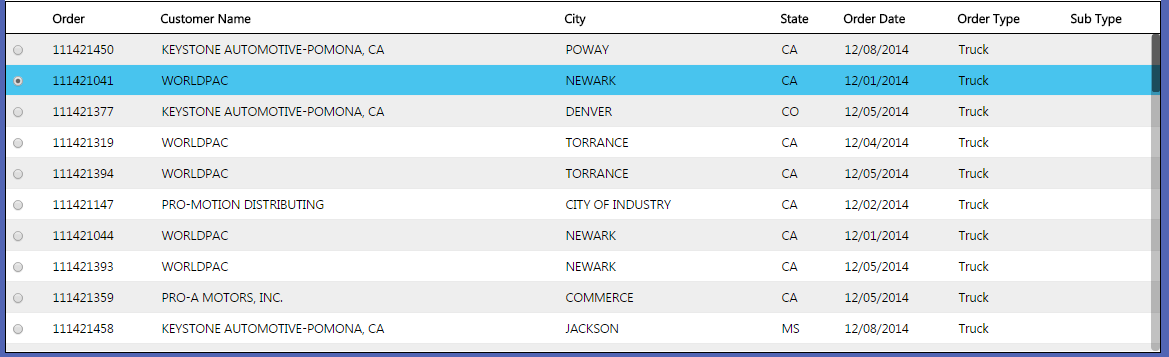 Order Customer Name City State Order Date Order Type Sub Type
111421450 KEYSTONE AUTOMOTIVE-POMONA, CA POWAY CA 12/08/2014 Truck
111421041 WORLDPAC NEWARK CA 12/01/2014 Truck
111421377 KEYSTONE AUTOMOTIVE-POMONA, CA DENVER CO 12/05/2014 Truck
111421319 WORLDPAC TORRANCE CA 12/04/2014 Truck
111421394 WORLDPAC TORRANCE CA 12/05/2014 Truck
111421147 PRO-MOTION DISTRIBUTING CITY OF INDUSTRY CA 12/02/2014 Truck
111421044 WORLDPAC NEWARK CA 12/01/2014 Truck
111421393 WORLDPAC NEWARK CA 12/05/2014 Truck
111421359 PRO-A MOTORS, INC. COMMERCE CA 12/05/2014 Truck
111421458 KEYSTONE AUTOMOTIVE-POMONA, CA JACKSON MS 12/08/2014 Truck